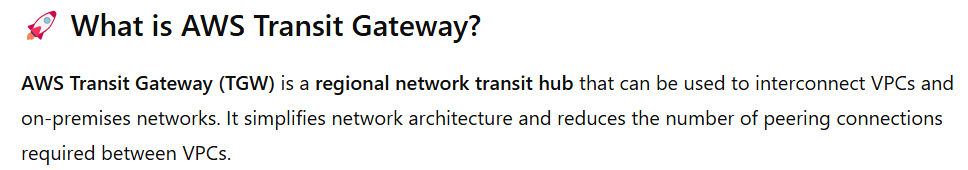 🚀 What is AWS Transit Gateway?
AWS Transit Gateway (TGW) is a regional network transit hub that can be used to interconnect VPCs and
on-premises networks. It simplifies network architecture and reduces the number of peering connections
required between VPCs.